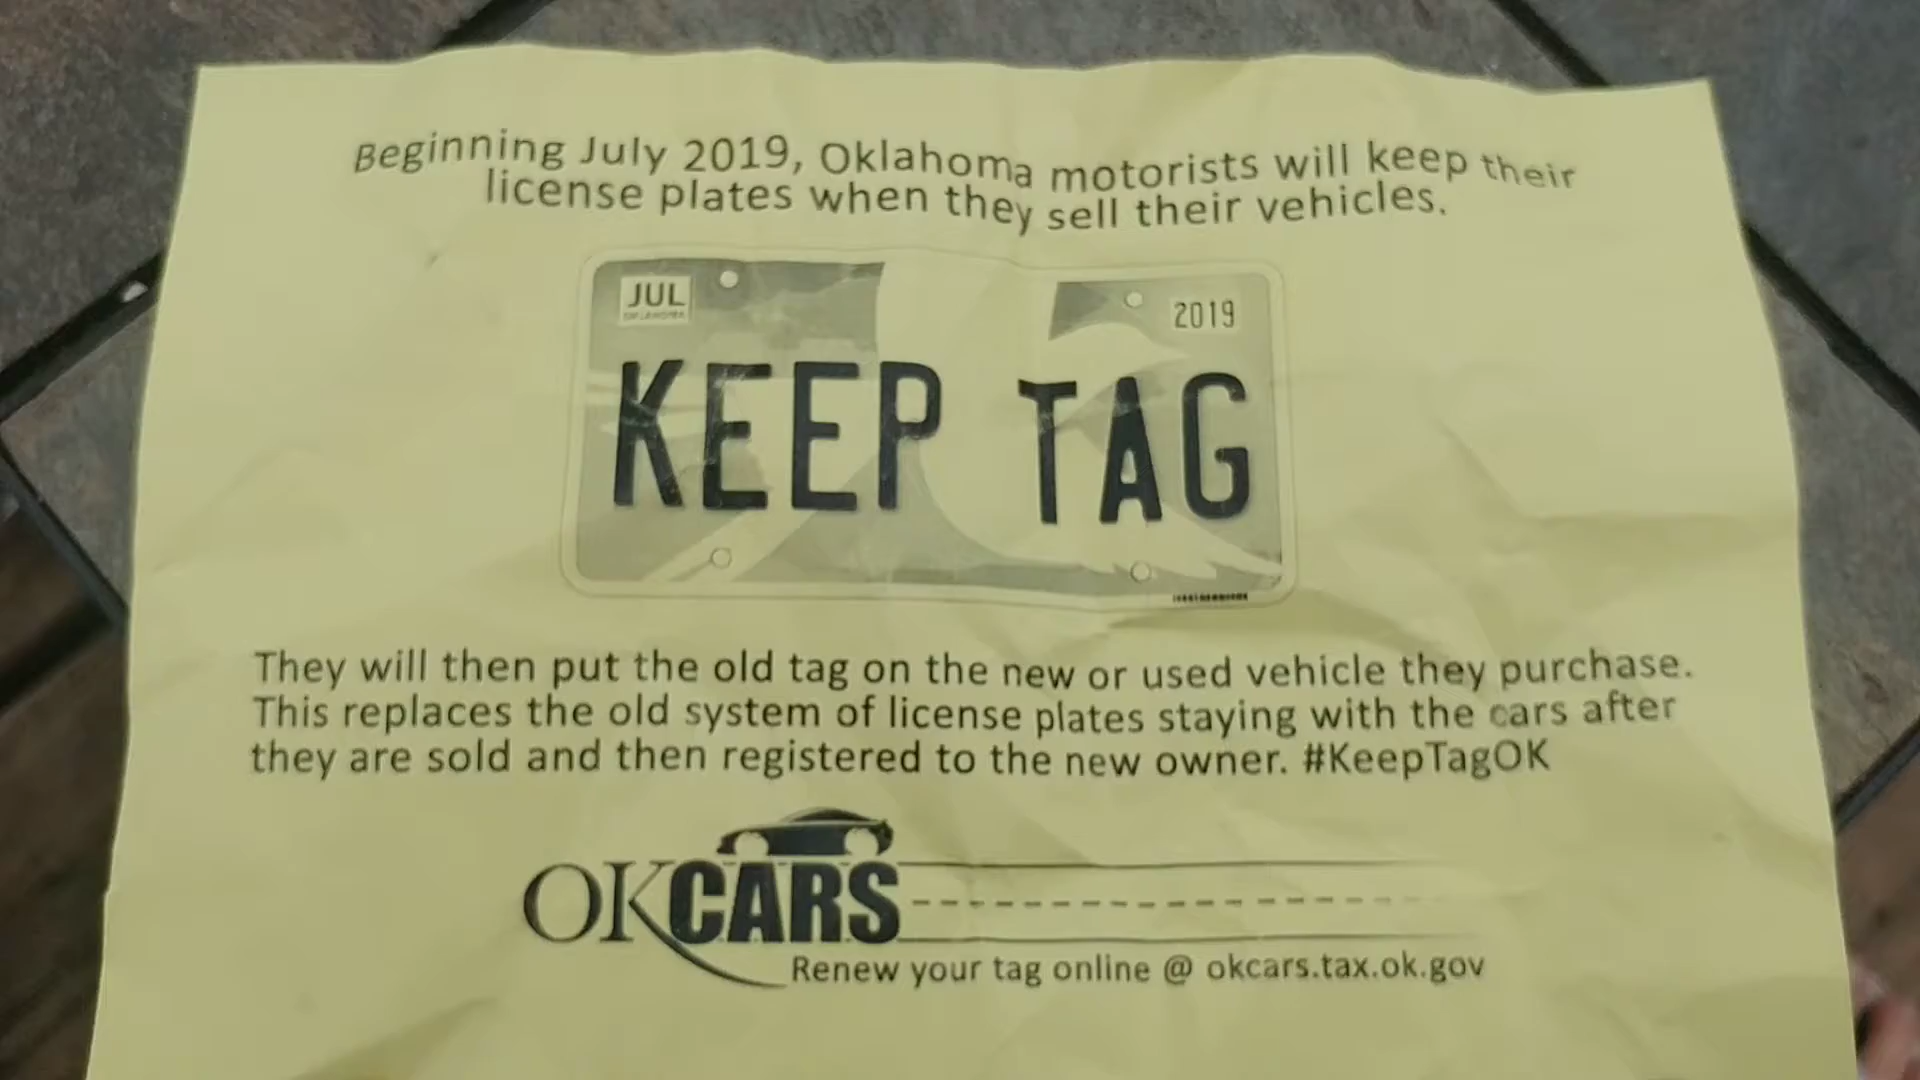 Beginning July 2019, Oklahoma motorists will keep their
license plates when they sell their vehicles.
JUL
OKLAHOMA
2019
KEEP TAG
They will then put the old tag on the new or used vehicle they purchase.
This replaces the old system of license plates staying with the cars after
they are sold and then registered to the new owner. #KeepTagOK
OKCARS
Renew your tag online @ okcars.tax.ok.gov